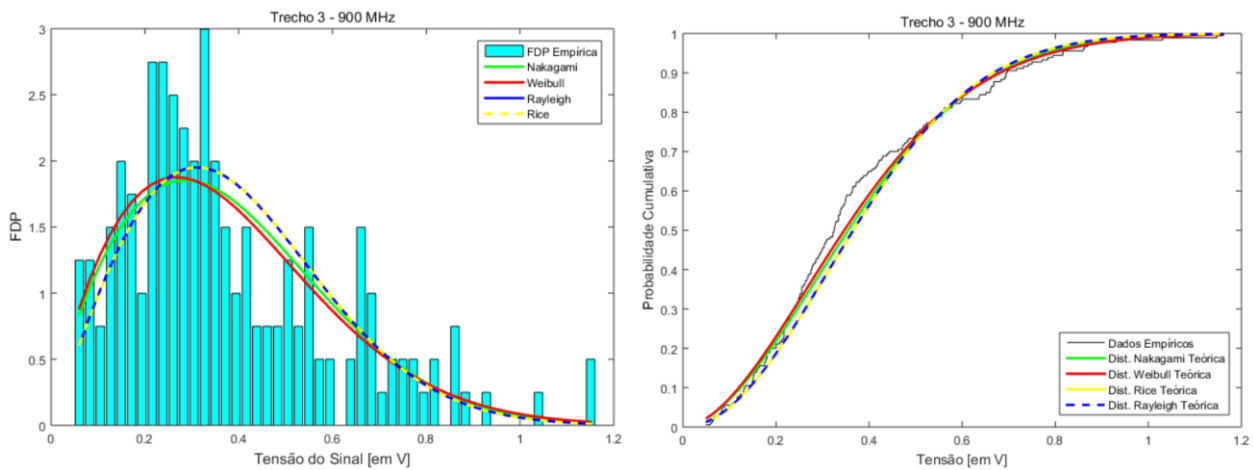 Trecho 3 - 900 MHz
3
2.5
2
1.5
1
0.5
0
FDP
FDP Empírica
Nakagami
Weibull
Rayleigh
Rice
0 0.2 0.4 0.6 0.8 1 1.2
Tensão do Sinal [em V]
Trecho 3 - 900 MHz
1
0.9
0.8
0.7
0.6
0.5
0.4
0.3
0.2
0.1
0
Probabilidade Cumulativa
Dados Empíricos
Dist. Nakagami Teórica
Dist. Weibull Teórica
Dist. Rice Teórica
Dist. Rayleigh Teórica
0 0.2 0.4 0.6 0.8 1 1.2
Tensão [em V]